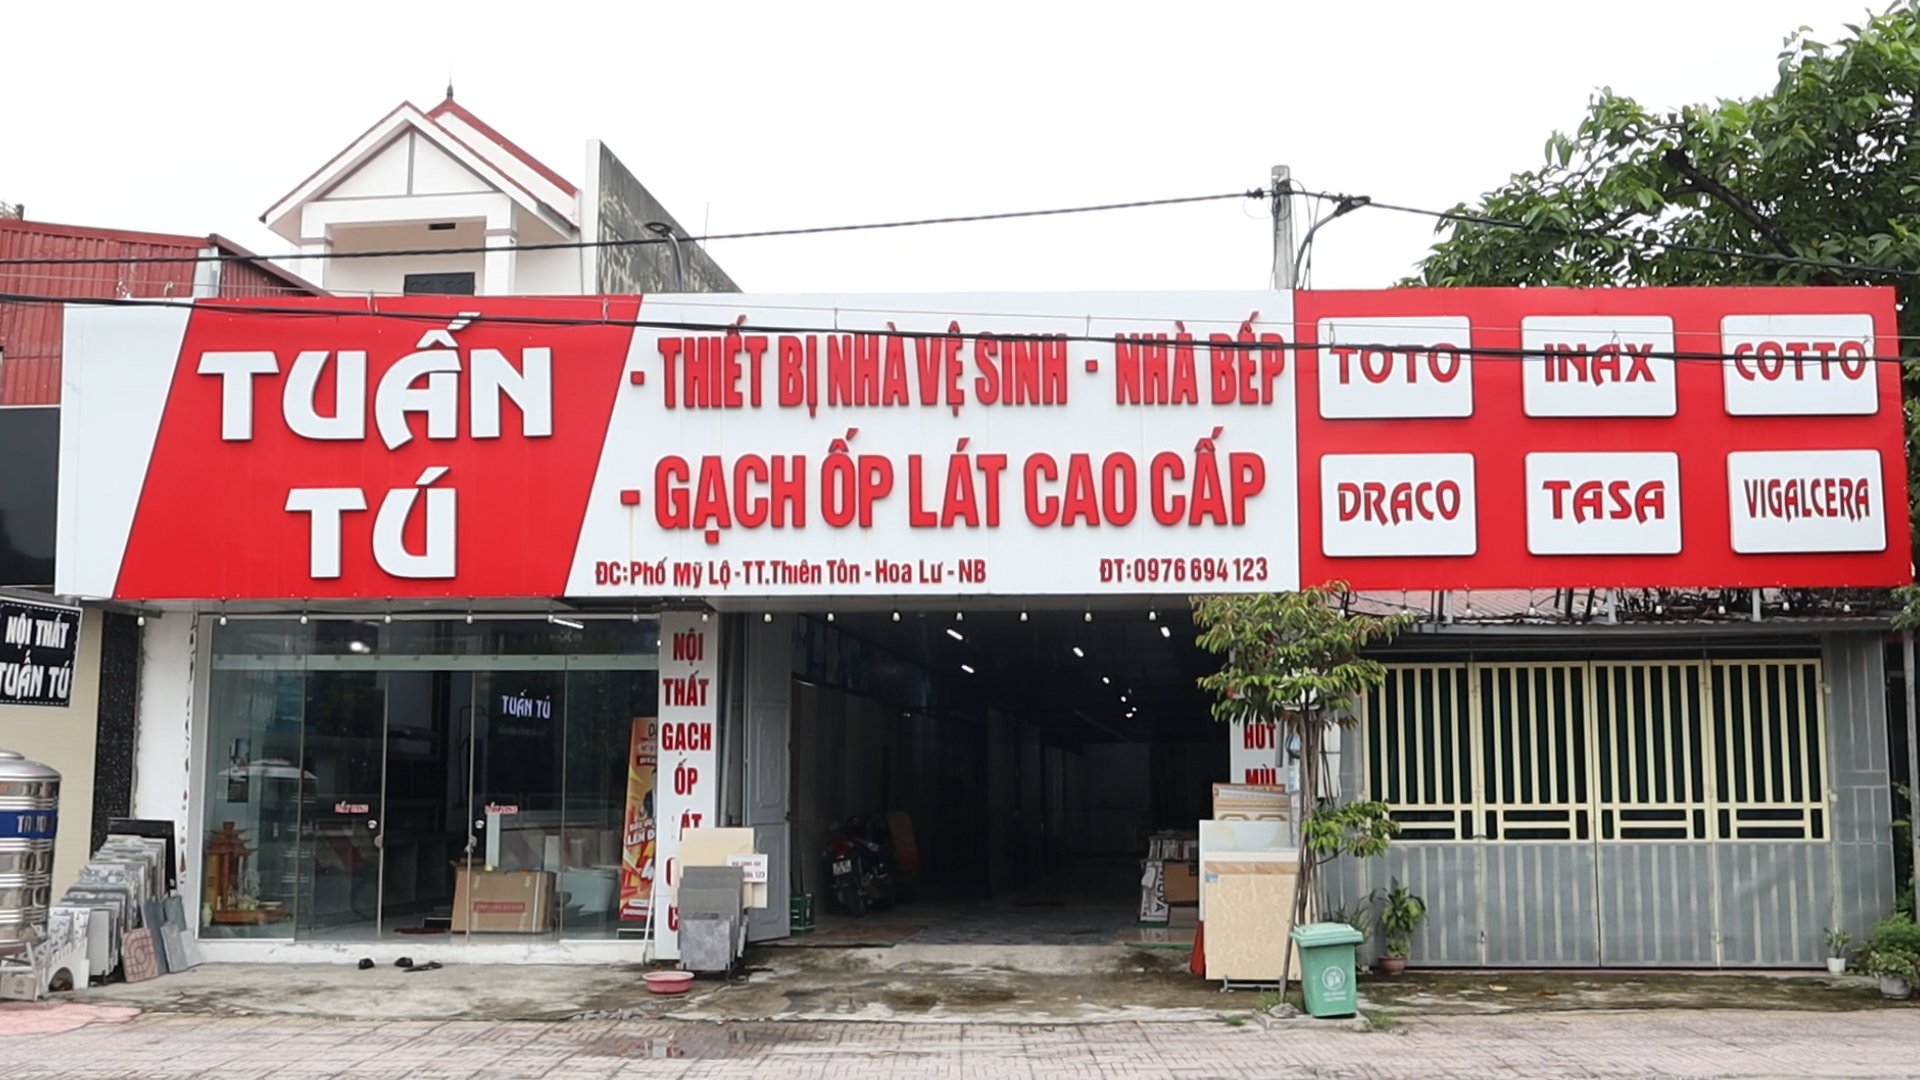 TUẤN
TÚ
- THIẾT BỊ NHÀ VỆ SINH - NHÀ BẾP
- GẠCH ỐP LÁT CAO CẤP
ĐC:Phố Mỹ Lộ -TT.Thiên Tôn - Hoa Lư - NB
ĐT:0976 694 123
TOTO
INAX
COTTO
DRACO
TASA
VIGALCERA
NỘI THẤT
TUẤN TÚ
TUẤN TÚ
NỘI
THẤT
GẠCH
ỐP
HÚT
MÙI